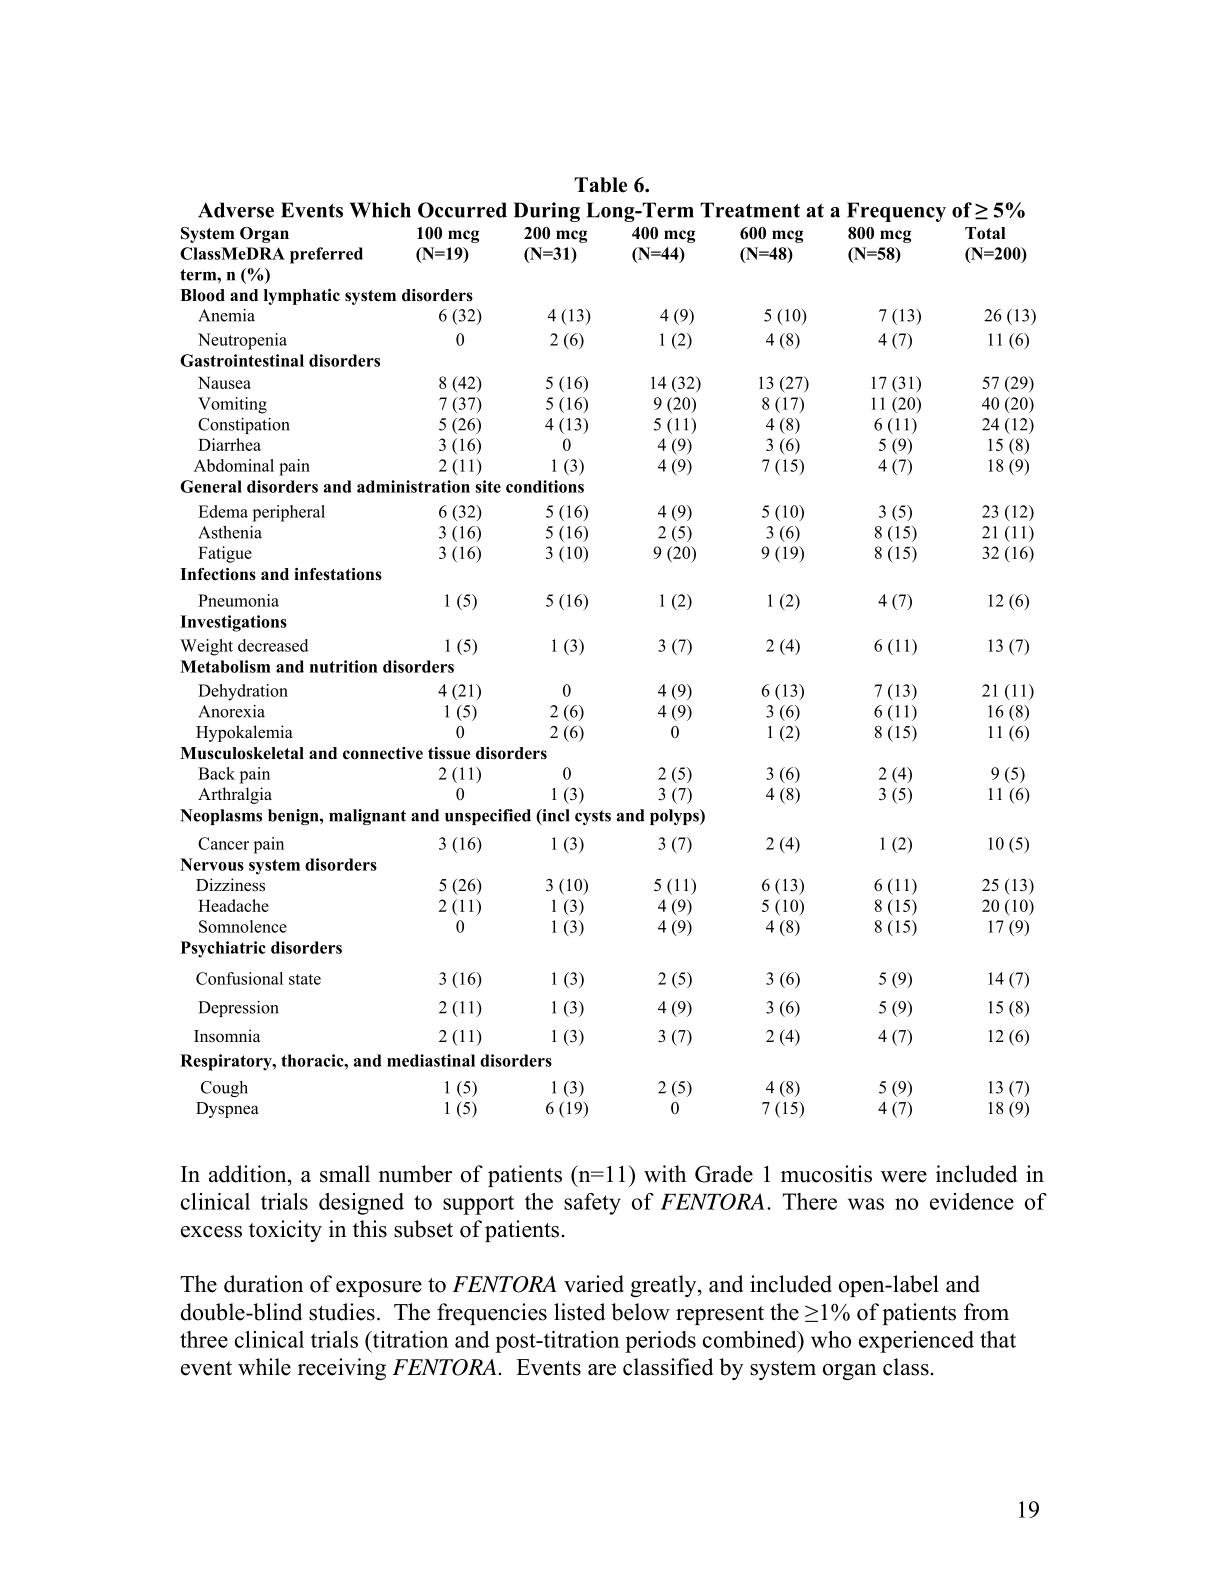 Table 6.
Adverse Events Which Occurred During Long-Term Treatment at a Frequency of ≥ 5%
System Organ 100 mcg 200 mcg 400 mcg 600 mcg 800 mcg Total
ClassMeDRA preferred (N=19) (N=31) (N=44) (N=48) (N=58) (N=200)
term, n (%)
Blood and lymphatic system disorders
Anemia 6 (32) 4 (13) 4 (9) 5 (10) 7 (13) 26 (13)
Neutropenia 0 2 (6) 1 (2) 4 (8) 4 (7) 11 (6)
Gastrointestinal disorders
Nausea 8 (42) 5 (16) 14 (32) 13 (27) 17 (31) 57 (29)
Vomiting 7 (37) 5 (16) 9 (20) 8 (17) 11 (20) 40 (20)
Constipation 5 (26) 4 (13) 5 (11) 4 (8) 6 (11) 24 (12)
Diarrhea 3 (16) 0 4 (9) 3 (6) 5 (9) 15 (8)
Abdominal pain 2 (11) 1 (3) 4 (9) 7 (15) 4 (7) 18 (9)
General disorders and administration site conditions
Edema peripheral 6 (32) 5 (16) 4 (9) 5 (10) 3 (5) 23 (12)
Asthenia 3 (16) 5 (16) 2 (5) 3 (6) 8 (15) 21 (11)
Fatigue 3 (16) 3 (10) 9 (20) 9 (19) 8 (15) 32 (16)
Infections and infestations
Pneumonia 1 (5) 5 (16) 1 (2) 1 (2) 4 (7) 12 (6)
Investigations
Weight decreased 1 (5) 1 (3) 3 (7) 2 (4) 6 (11) 13 (7)
Metabolism and nutrition disorders
Dehydration 4 (21) 0 4 (9) 6 (13) 7 (13) 21 (11)
Anorexia 1 (5) 2 (6) 4 (9) 3 (6) 6 (11) 16 (8)
Hypokalemia 0 2 (6) 0 1 (2) 8 (15) 11 (6)
Musculoskeletal and connective tissue disorders
Back pain 2 (11) 0 2 (5) 3 (6) 2 (4) 9 (5)
Arthralgia 0 1 (3) 3 (7) 4 (8) 3 (5) 11 (6)
Neoplasms benign, malignant and unspecified (incl cysts and polyps)
Cancer pain 3 (16) 1 (3) 3 (7) 2 (4) 1 (2) 10 (5)
Nervous system disorders
Dizziness 5 (26) 3 (10) 5 (11) 6 (13) 6 (11) 25 (13)
Headache 2 (11) 1 (3) 4 (9) 5 (10) 8 (15) 20 (10)
Somnolence 0 1 (3) 4 (9) 4 (8) 8 (15) 17 (9)
Psychiatric disorders
Confusional state 3 (16) 1 (3) 2 (5) 3 (6) 5 (9) 14 (7)
Depression 2 (11) 1 (3) 4 (9) 3 (6) 5 (9) 15 (8)
Insomnia 2 (11) 1 (3) 3 (7) 2 (4) 4 (7) 12 (6)
Respiratory, thoracic, and mediastinal disorders
Cough 1 (5) 1 (3) 2 (5) 4 (8) 5 (9) 13 (7)
Dyspnea 1 (5) 6 (19) 0 7 (15) 4 (7) 18 (9)
In addition, a small number of patients (n=11) with Grade 1 mucositis were included in
clinical trials designed to support the safety of FENTORA. There was no evidence of
excess toxicity in this subset of patients.
The duration of exposure to FENTORA varied greatly, and included open-label and
double-blind studies. The frequencies listed below represent the ≥1% of patients from
three clinical trials (titration and post-titration periods combined) who experienced that
event while receiving FENTORA. Events are classified by system organ class.
19